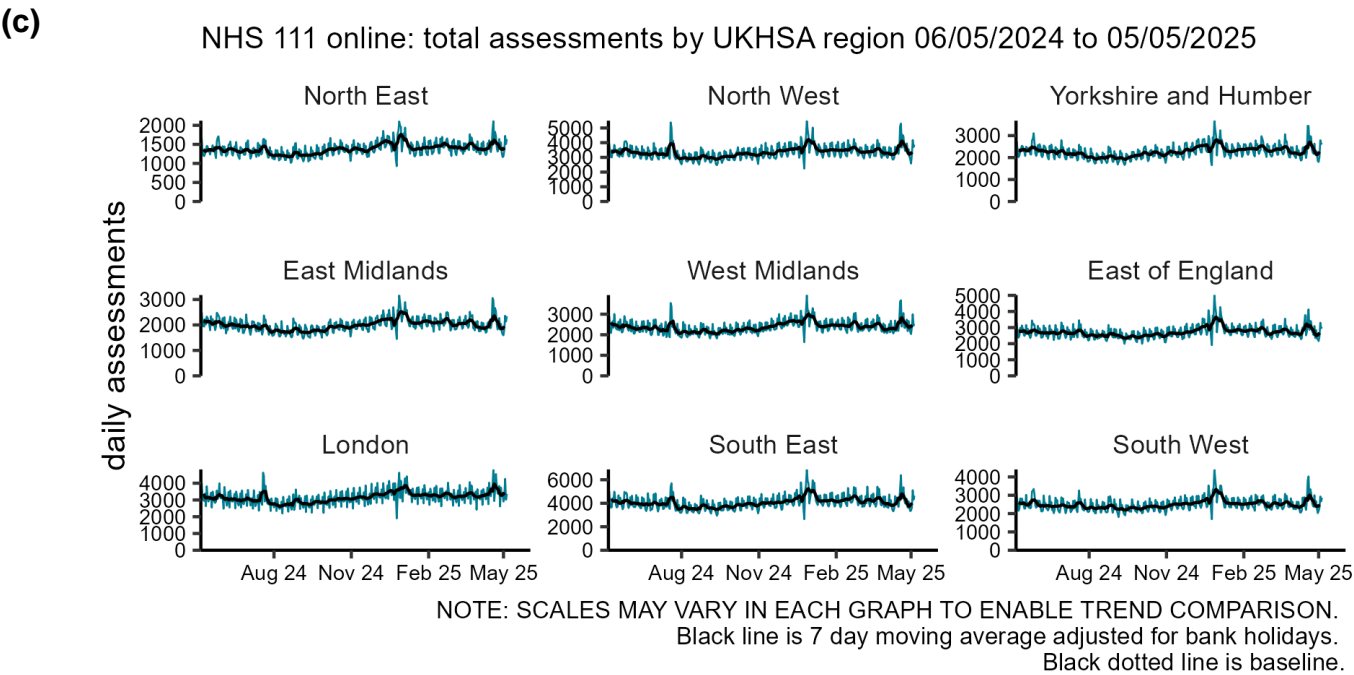 (c)
NHS 111 online: total assessments by UKHSA region 06/05/2024 to 05/05/2025
daily assessments
North East
2000
1500
1000
500
0
North West
5000
4000
3000
2000
1000
0
Yorkshire and Humber
3000
2000
1000
0
East Midlands
3000
2000
1000
0
West Midlands
3000
2000
1000
0
East of England
5000
4000
3000
2000
1000
0
London
4000
3000
2000
1000
0
Aug 24 Nov 24 Feb 25 May 25
South East
6000
4000
2000
0
Aug 24 Nov 24 Feb 25 May 25
South West
4000
3000
2000
1000
0
Aug 24 Nov 24 Feb 25 May 25
NOTE: SCALES MAY VARY IN EACH GRAPH TO ENABLE TREND COMPARISON.
Black line is 7 day moving average adjusted for bank holidays.
Black dotted line is baseline.